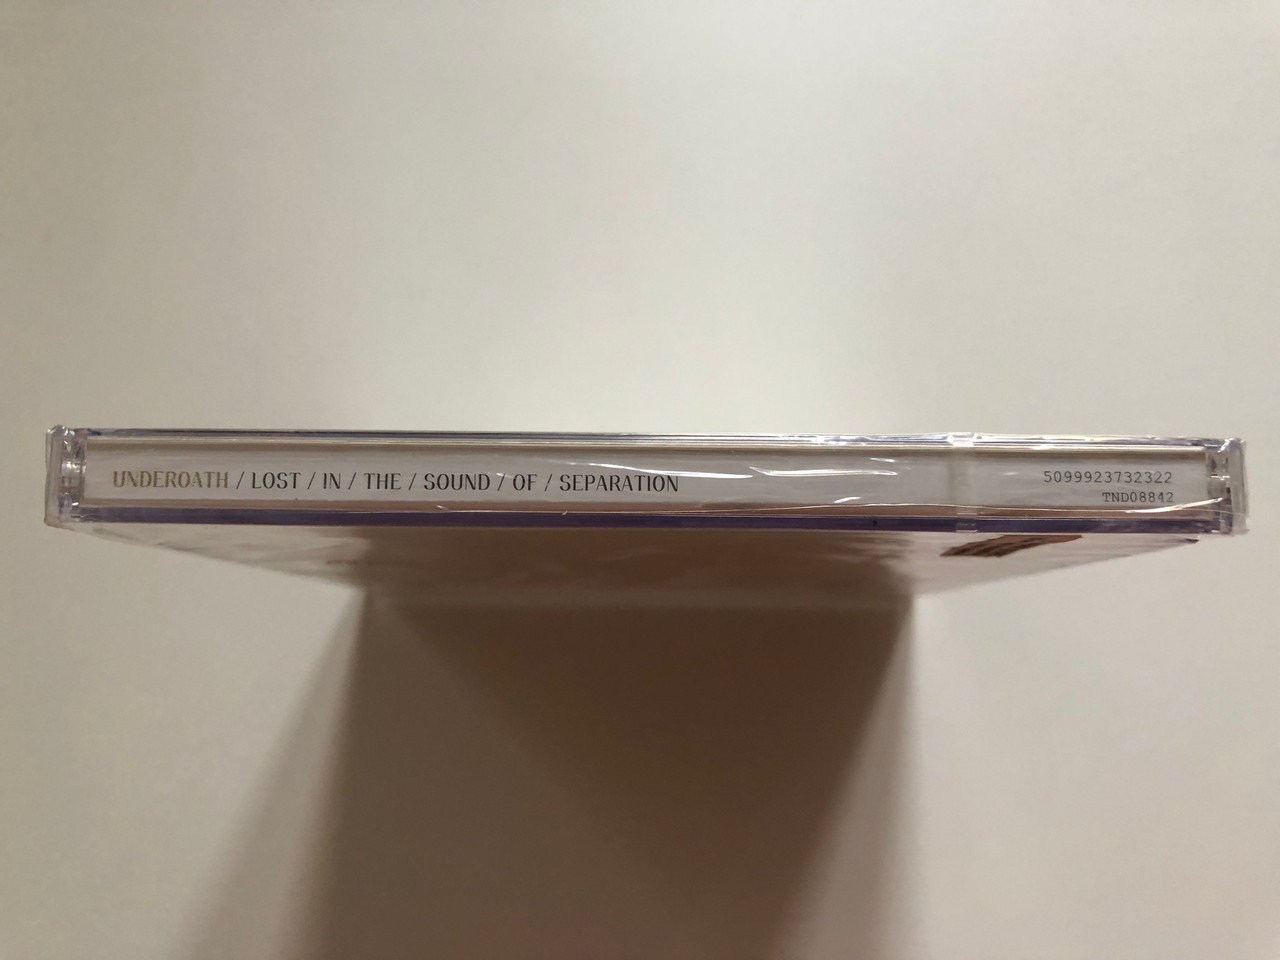 UNDEROATH / LOST / IN / THE / SOUND / OF / SEPARATION
5099923732322
TND08842